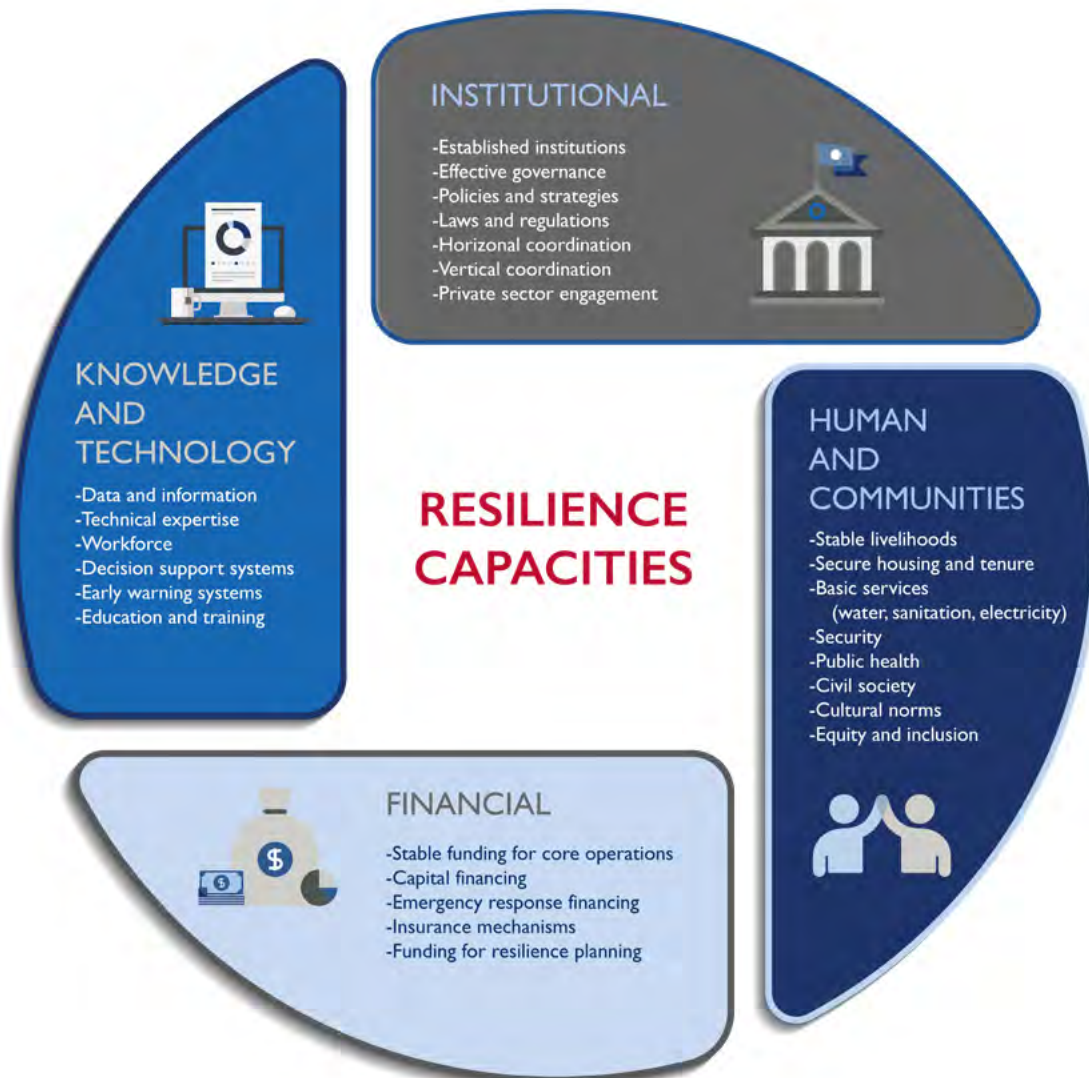 INSTITUTIONAL
-Established institutions
-Effective governance
-Policies and strategies
-Laws and regulations
-Horizonal coordination
-Vertical coordination
-Private sector engagement
KNOWLEDGE
AND
TECHNOLOGY
-Data and information
-Technical expertise
-Workforce
-Decision support systems
-Early warning systems
-Education and training
RESILIENCE
CAPACITIES
HUMAN
AND
COMMUNITIES
-Stable livelihoods
-Secure housing and tenure
-Basic services
(water, sanitation, electricity)
-Security
-Public health
-Civil society
-Cultural norms
-Equity and inclusion
FINANCIAL
-Stable funding for core operations
-Capital financing
-Emergency response financing
-Insurance mechanisms
-Funding for resilience planning
$
$